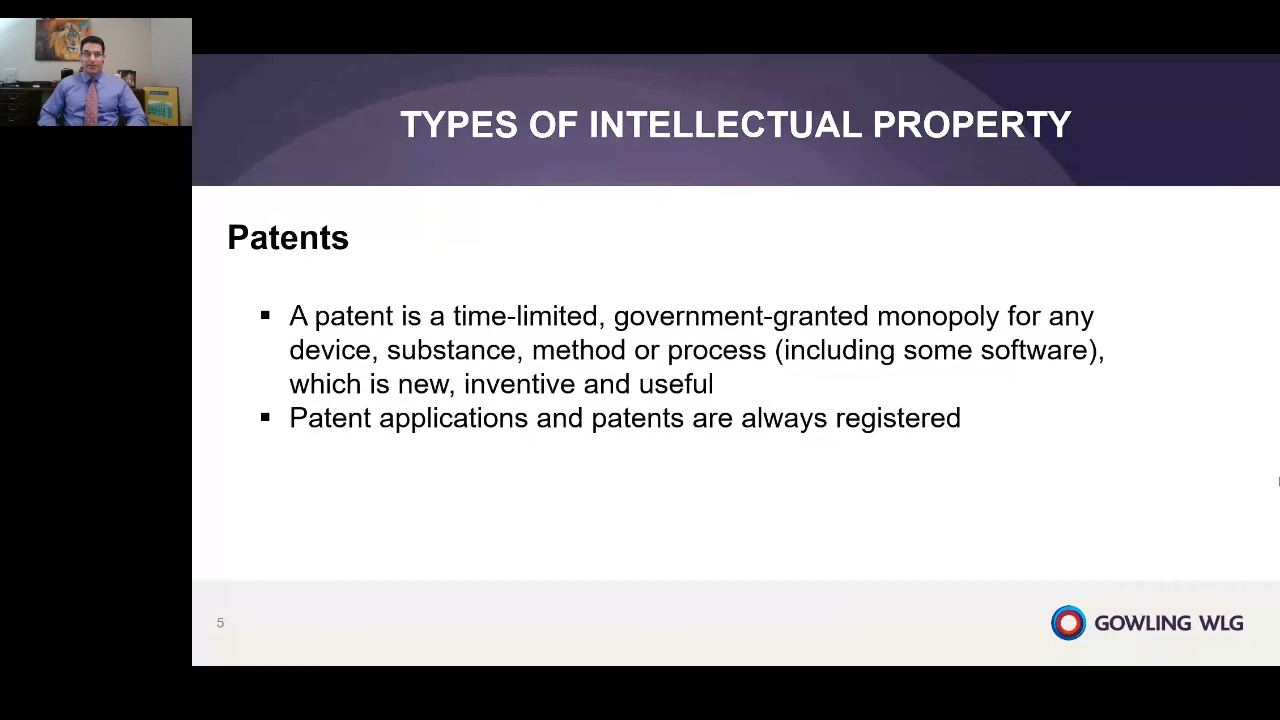 TYPES OF INTELLECTUAL PROPERTY
Patents
▪ A patent is a time-limited, government-granted monopoly for any
device, substance, method or process (including some software),
which is new, inventive and useful
▪ Patent applications and patents are always registered
5
GOWLING WLG